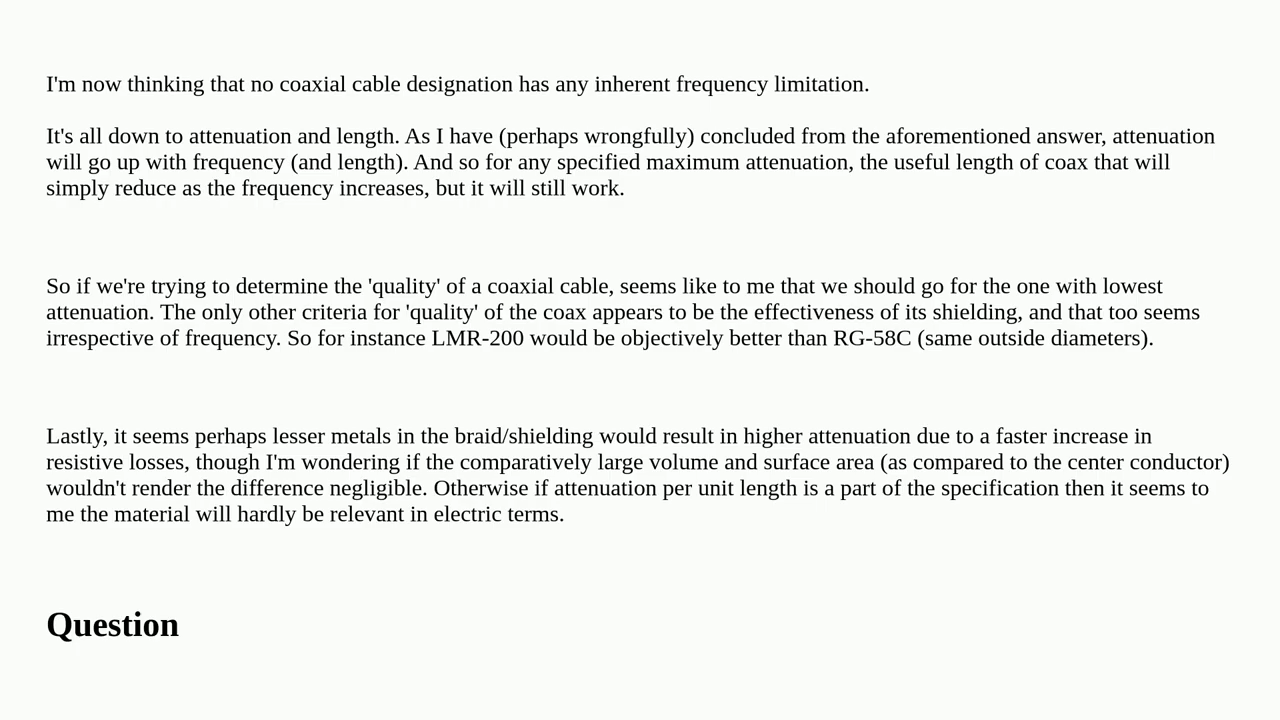 I'm now thinking that no coaxial cable designation has any inherent frequency limitation.
It's all down to attenuation and length. As I have (perhaps wrongfully) concluded from the aforementioned answer, attenuation
will go up with frequency (and length). And so for any specified maximum attenuation, the useful length of coax that will
simply reduce as the frequency increases, but it will still work.
So if we're trying to determine the 'quality' of a coaxial cable, seems like to me that we should go for the one with lowest
attenuation. The only other criteria for 'quality' of the coax appears to be the effectiveness of its shielding, and that too seems
irrespective of frequency. So for instance LMR-200 would be objectively better than RG-58C (same outside diameters).
Lastly, it seems perhaps lesser metals in the braid/shielding would result in higher attenuation due to a faster increase in
resistive losses, though I'm wondering if the comparatively large volume and surface area (as compared to the center conductor)
wouldn't render the difference negligible. Otherwise if attenuation per unit length is a part of the specification then it seems to
me the material will hardly be relevant in electric terms.
Question